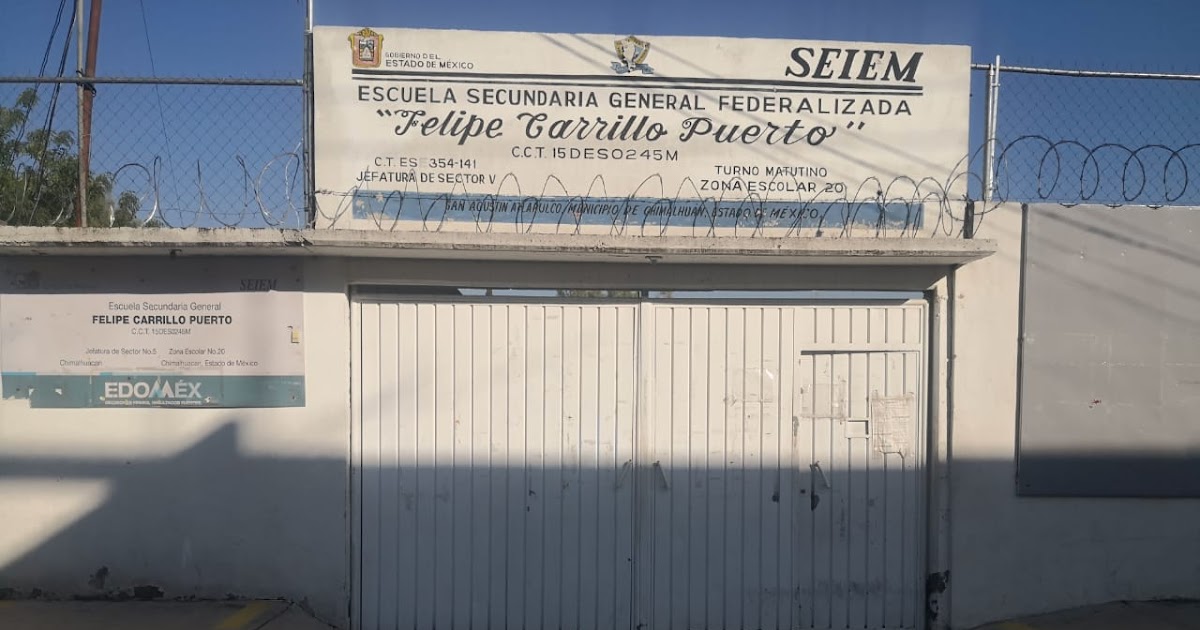 GOBIERNO DEL
ESTADO DE MÉXICO
SEIEM
ESCUELA SECUNDARIA GENERAL FEDERALIZADA
"Felipe Carrillo Puerto"
C.C.T. 15DES0245M
C.T. ES 354-141
TURNO MATUTINO
JEFATURA DE SECTOR V
ZONA ESCOLAR 20
SAN AGUSTIN ATLAPULCO MUNICIPIO DE CHIMALHUAN, ESTADO DE MEXICO
SEIEM
Escuela Secundaria General
FELIPE CARRILLO PUERTO
C.C.T. 15DES0245M
Jefatura de Sector No.5 Zona Escolar No.20
Chimalhuacan Chimalhuacan, Estado de México
EDOMÉX